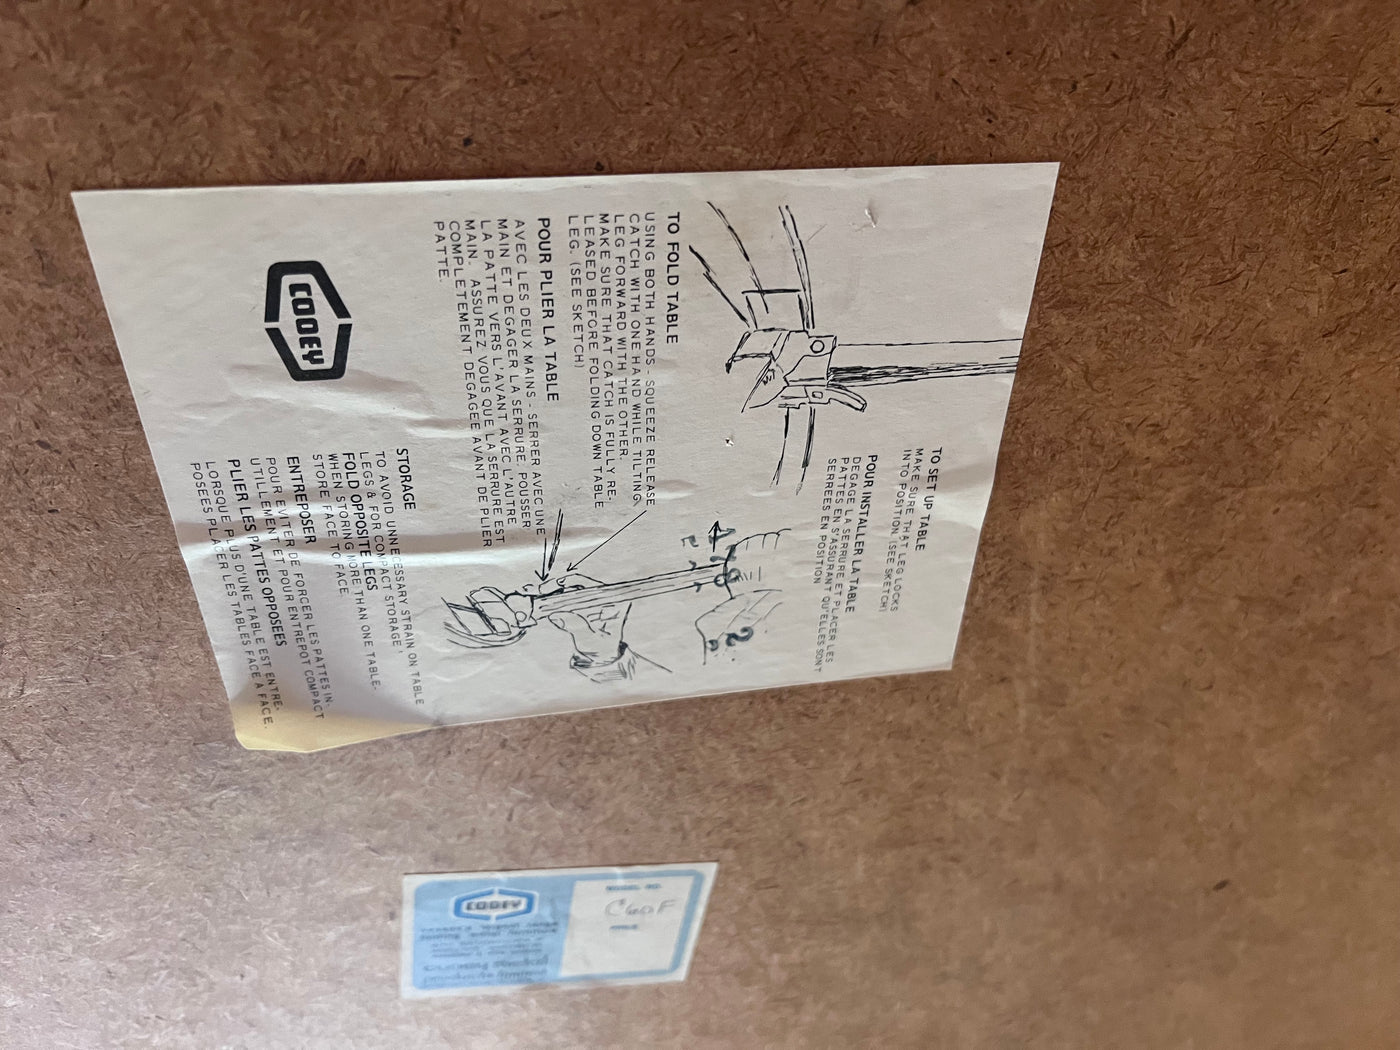 TO SET UP TABLE
MAKE SURE THAT LEG LOCKS
INTO POSITION (SEE SKETCH)
POUR INSTALLER LA TABLE
DEGAGE LA SERRURE ET PLACER LES
PATTES EN S'ASSURANT QU'ELLES SONT
SERREES EN POSITION
TO FOLD TABLE
USING BOTH HANDS - SQUEEZE RELEASE
CATCH WITH ONE HAND WHILE TILTING
LEG FORWARD WITH THE OTHER.
MAKE SURE THAT CATCH IS FULLY RE-
LEASED BEFORE FOLDING DOWN TABLE
LEG. (SEE SKETCH)
POUR PLIER LA TABLE
AVEC LES DEUX MAINS - SERRER AVEC UNE
MAIN ET DEGAGER LA SERRURE. POUSSER
LA PATTE VERS L'AVANT AVEC L'AUTRE
MAIN. ASSUREZ VOUS QUE LA SERRURE EST
COMPLETEMENT DEGAGEE AVANT DE PLIER
PATTE.
COOEY
STORAGE
TO AVOID UNNECESSARY STRAIN ON TABLE
LEGS & FOR COMPACT STORAGE,
FOLD OPPOSITE LEGS
WHEN STORING MORE THAN ONE TABLE-
STORE FACE TO FACE.
ENTREPOSER
POUR EVITER DE FORCER LES PATTES IN-
UTILLEMENT ET POUR ENTREPOT COMPACT
PLIER LES PATTES OPPOSEES
LORSQUE PLUS D'UNE TABLE EST ENTRE-
POSEES PLACER LES TABLES FACE A FACE.
MODEL NO.
C60F
COOEY